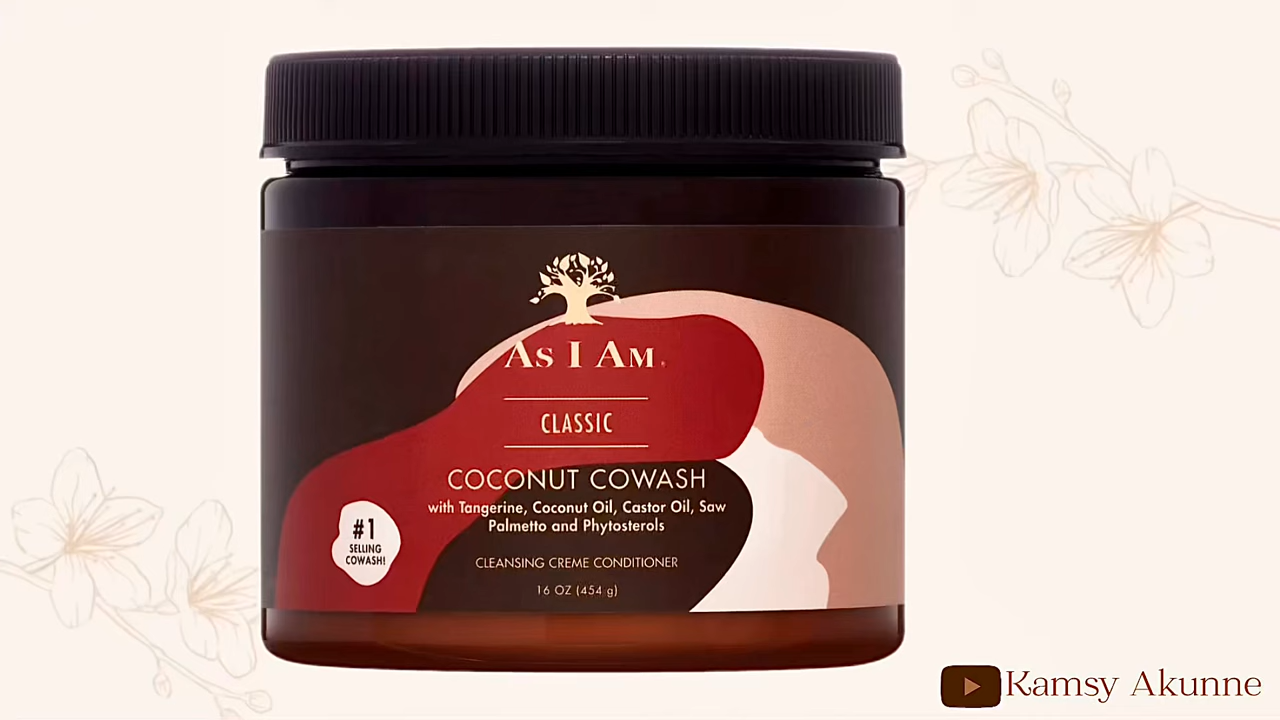 As I Am
CLASSIC
COCONUT COWASH
with Tangerine, Coconut Oil, Castor Oil, Saw
Palmetto and Phytosterols
#1
SELLING
COWASH!
CLEANSING CREME CONDITIONER
16 OZ (454 g)
Kamsy Akunne